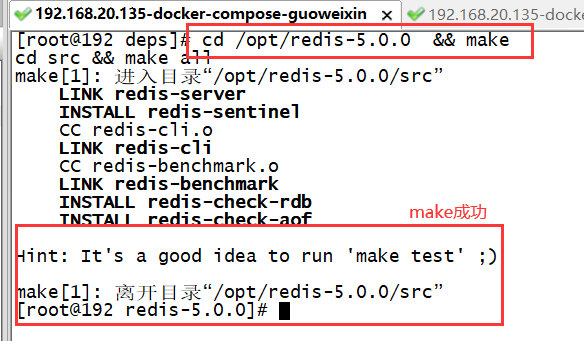 192.168.20.135-docker-compose-guoweixin × 192.168.20.135-docke
[root@192 deps]# cd /opt/redis-5.0.0  && make
cd src && make all
make[1]: 进入目录“/opt/redis-5.0.0/src”
    LINK redis-server
    INSTALL redis-sentinel
    CC redis-cli.o
    LINK redis-cli
    CC redis-benchmark.o
    LINK redis-benchmark
    INSTALL redis-check-rdb
    INSTALL redis-check-aof
make成功
Hint: It's a good idea to run 'make test' ;)
make[1]: 离开目录“/opt/redis-5.0.0/src”
[root@192 redis-5.0.0]#